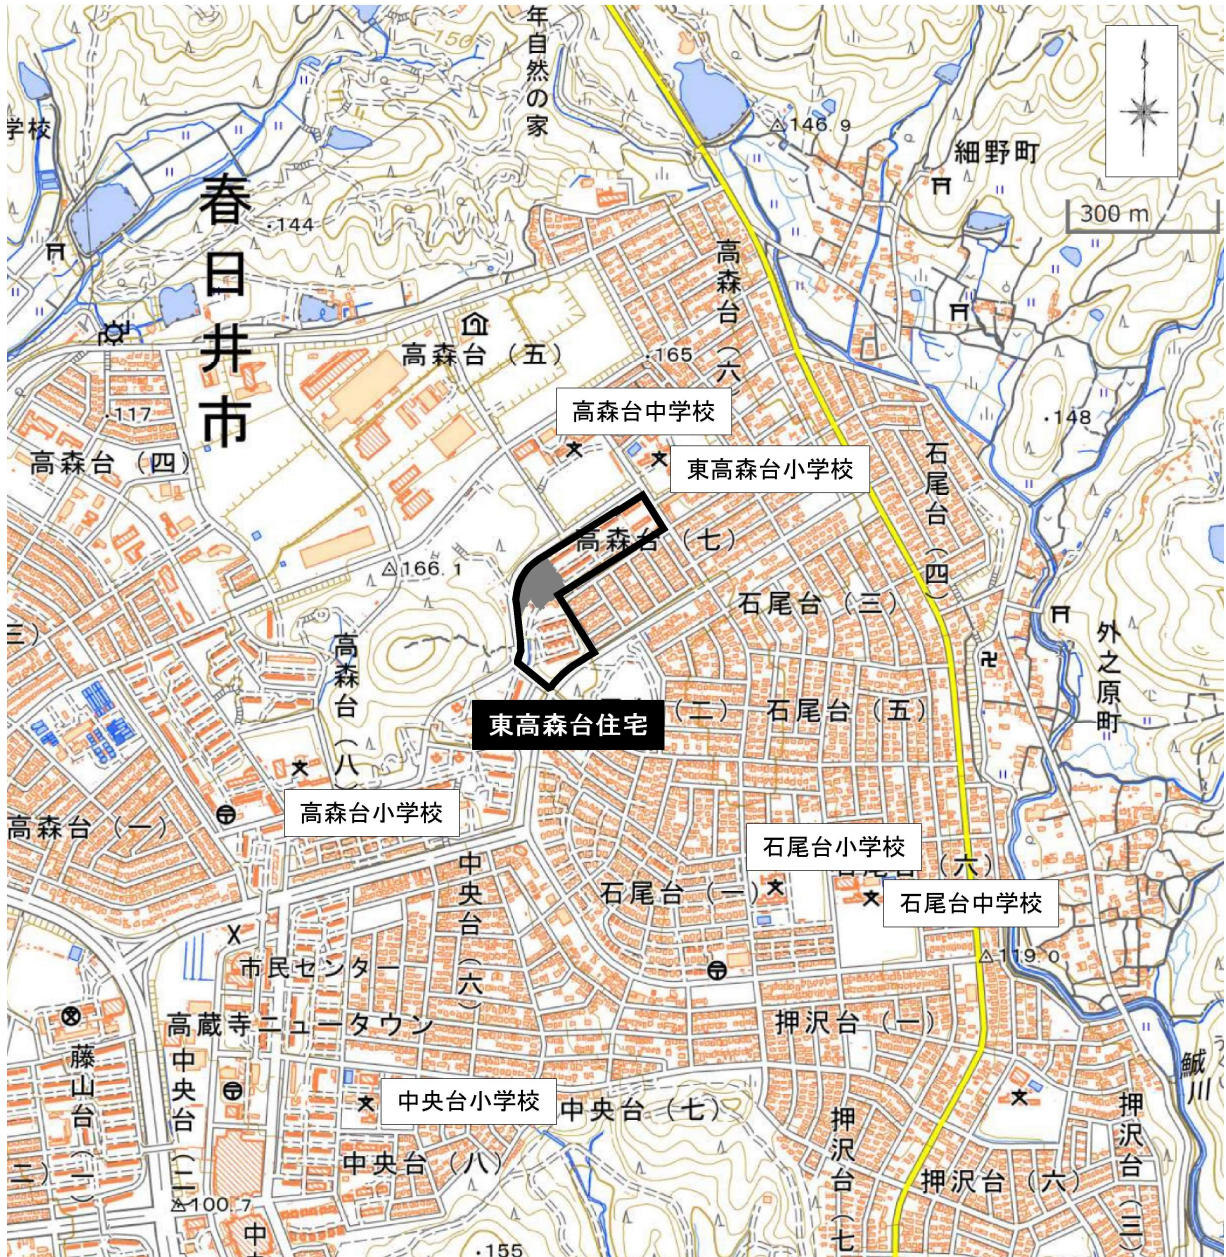 年自然の家
150
学校
146.9
細野町
300 m
春日井市
144
高森台(六)
高森台(五)
165
117
高森台中学校
148
高森台(四)
東高森台小学校
石尾台(四)
高森台(七)
166.1
石尾台(三)
外之原町
三)
高森台(八)
東高森台住宅
(二)
石尾台(五)
高森台小学校
高森台(一)
石尾台小学校
中央台(六)
石尾台(一)
(六)
石尾台中学校
119.0
市民センター
高蔵寺ニュータウン
押沢台(一)
藤山台(一)
中央台(二)
鯎川
中央台小学校
中央台(七)
押沢台(七
押沢台(三)
中央台(八)
押沢台(六)
二)
100.7
中央
155